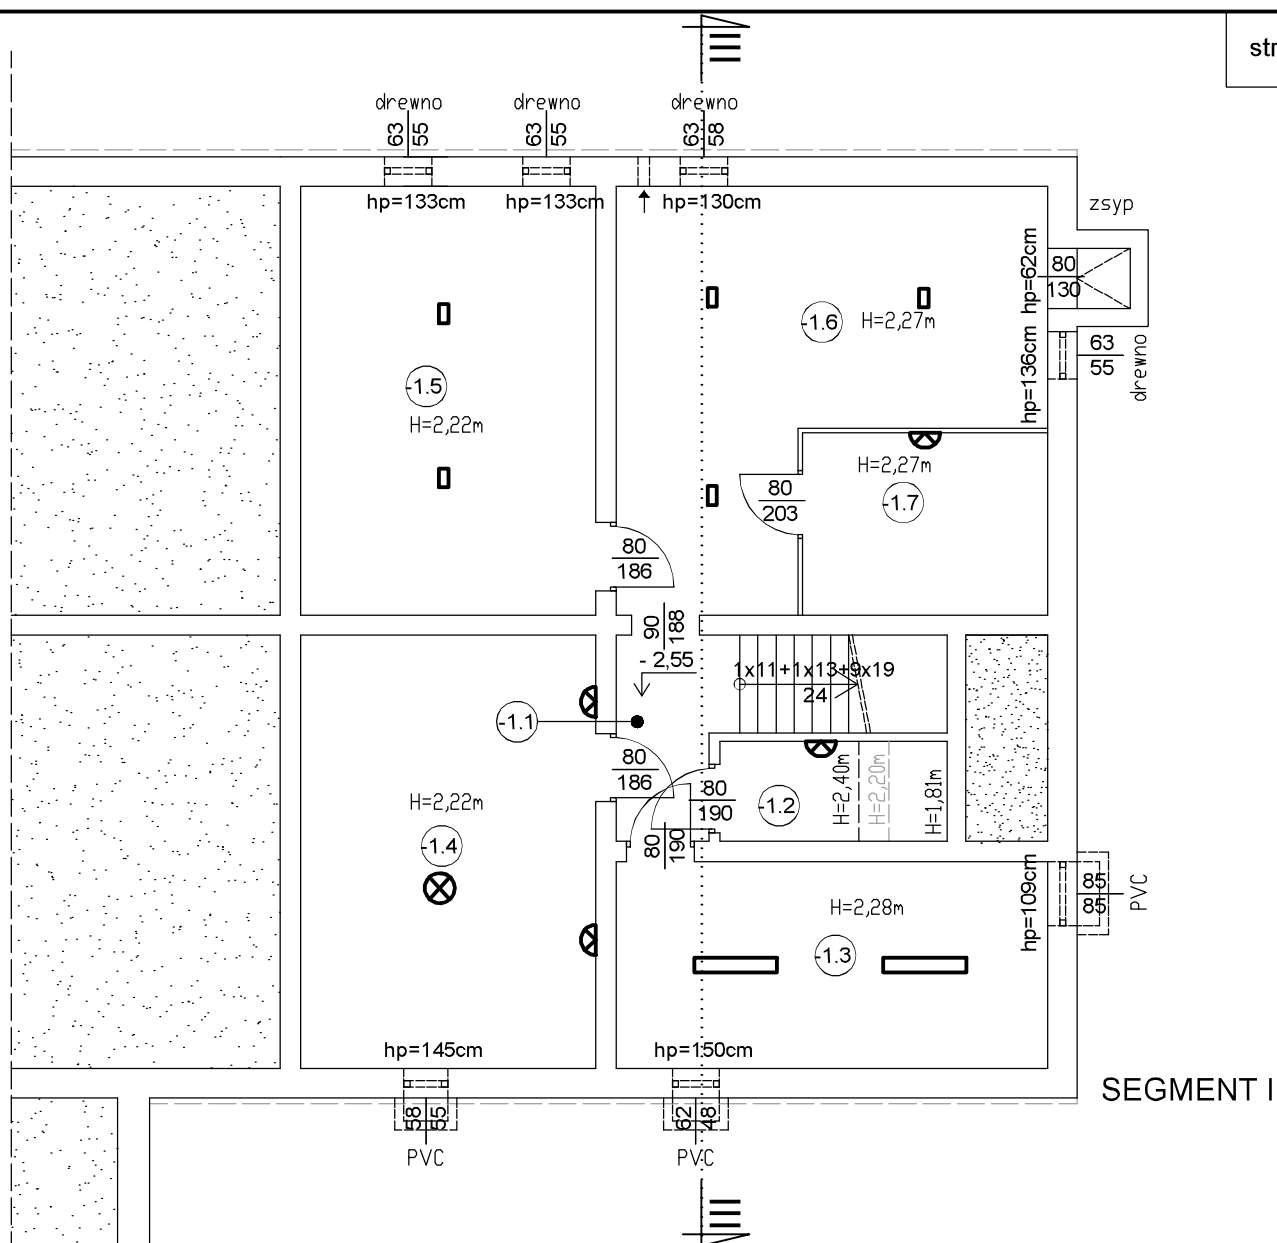 III
str
drewno
drewno
drewno
63
55
63
55
63
58
hp=133cm
hp=133cm
hp=130cm
zsyp
hp=62cm
80
130
-1.6
H=2,27m
hp=136cm
63
55
drewno
-1.5
H=2,22m
H=2,27m
-1.7
80
203
80
186
90
188
- 2,55
1x11+1x13+9x19
24
-1.1
80
186
80
190
-1.2
H=2,40m
H=2,20m
H=1,81m
80
190
H=2,22m
-1.4
H=2,28m
-1.3
hp=109cm
85
85
PVC
hp=145cm
hp=150cm
SEGMENT I
58
55
62
48
PVC
PVC
III